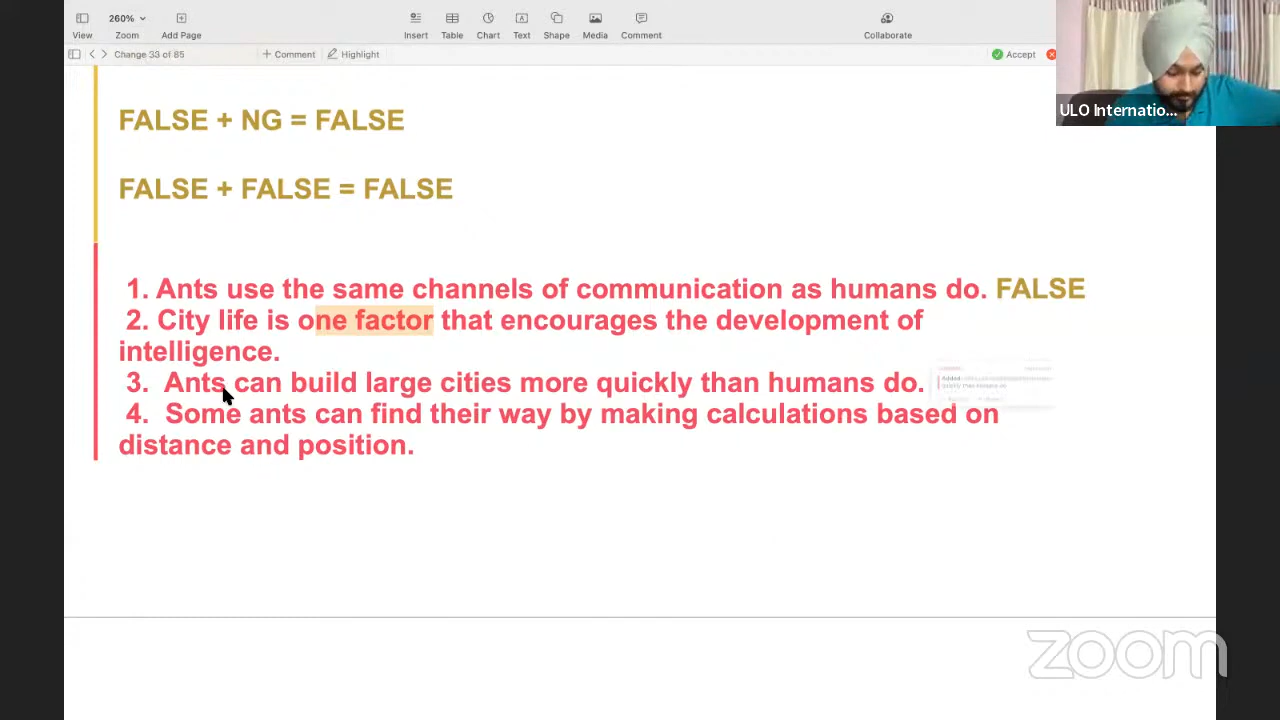 260%
View Zoom Add Page Insert Table Chart Text Shape Media Comment Collaborate
Change 33 of 85 + Comment Highlight Accept
ULO Internatio...
FALSE + NG = FALSE
FALSE + FALSE = FALSE
1. Ants use the same channels of communication as humans do. FALSE
2. City life is one factor that encourages the development of
intelligence.
3. Ants can build large cities more quickly than humans do.
4. Some ants can find their way by making calculations based on
distance and position.
zoom